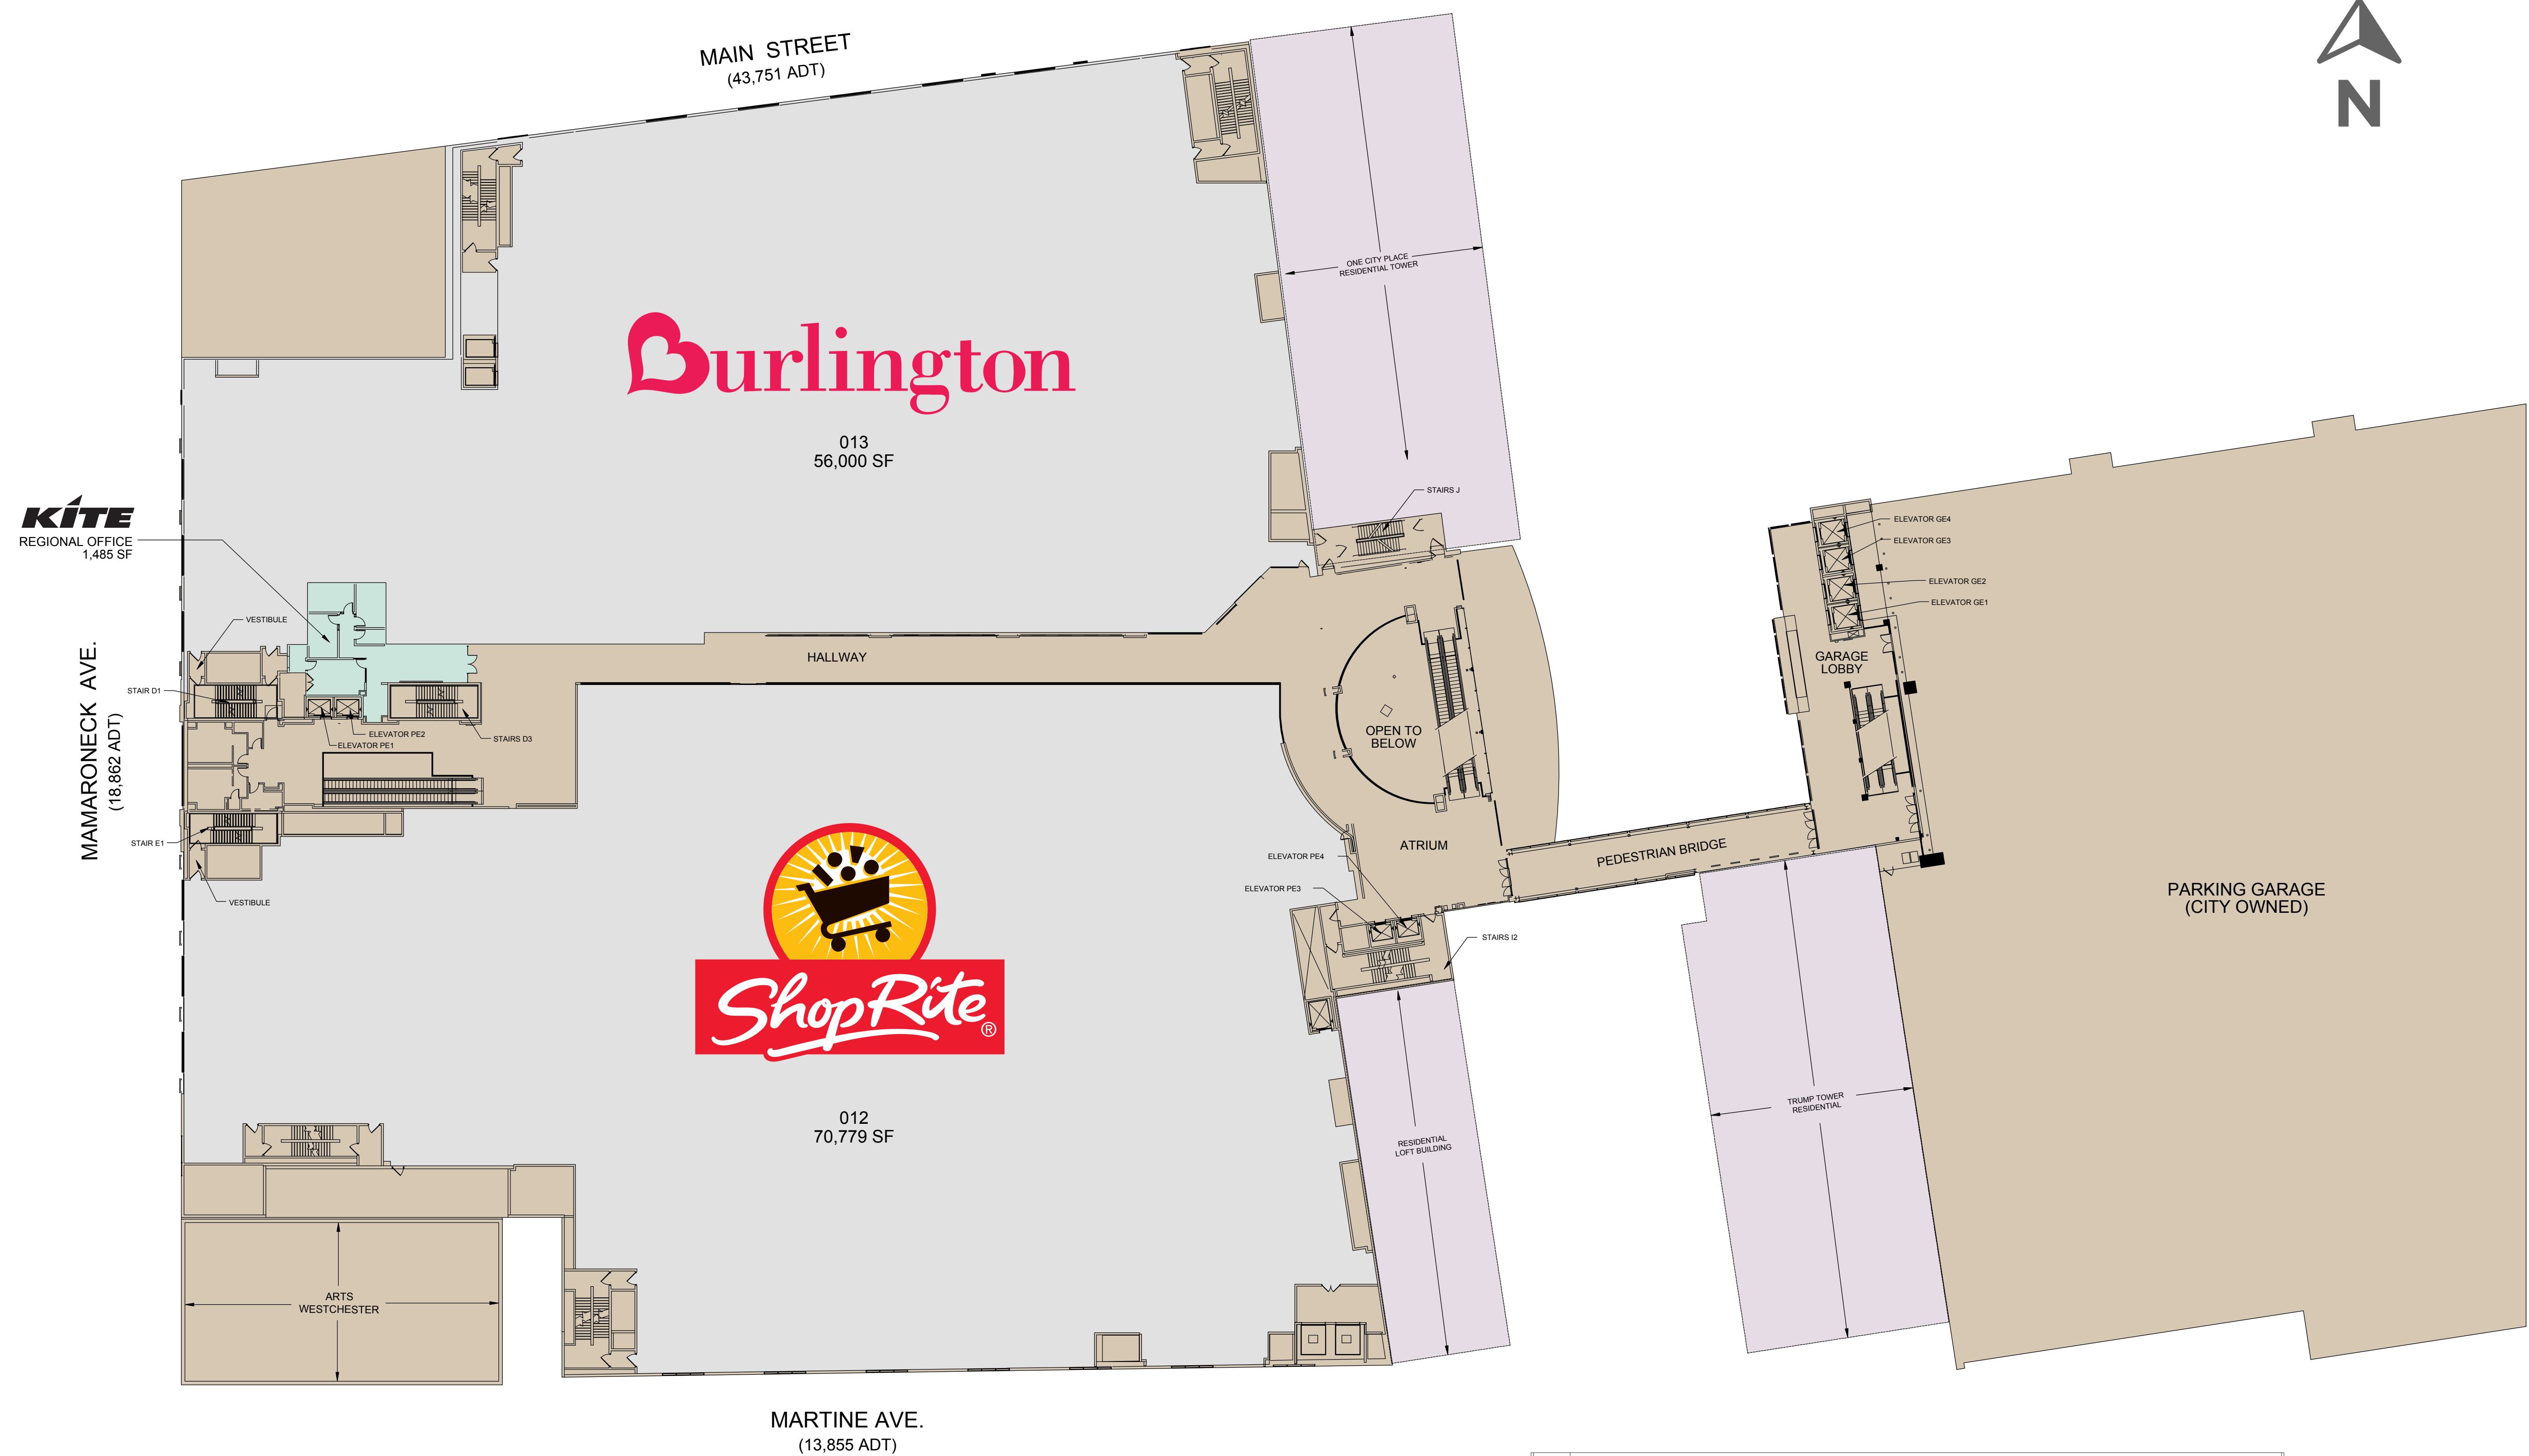 MAIN STREET
(43,751 ADT)
N
ONE CITY PLACE
RESIDENTIAL TOWER
Burlington
013
56,000 SF
STAIRS J
KITE
REGIONAL OFFICE
1,485 SF
ELEVATOR GE4
ELEVATOR GE3
ELEVATOR GE2
ELEVATOR GE1
VESTIBULE
HALLWAY
GARAGE
LOBBY
MAMARONECK AVE.
(18,862 ADT)
STAIR D1
ELEVATOR PE2
ELEVATOR PE1
STAIRS D3
OPEN TO
BELOW
STAIR E1
VESTIBULE
ATRIUM
PEDESTRIAN BRIDGE
ELEVATOR PE4
ELEVATOR PE3
STAIRS I2
PARKING GARAGE
(CITY OWNED)
ShopRite®
012
70,779 SF
TRUMP TOWER
RESIDENTIAL
RESIDENTIAL
LOFT BUILDING
ARTS
WESTCHESTER
MARTINE AVE.
(13,855 ADT)